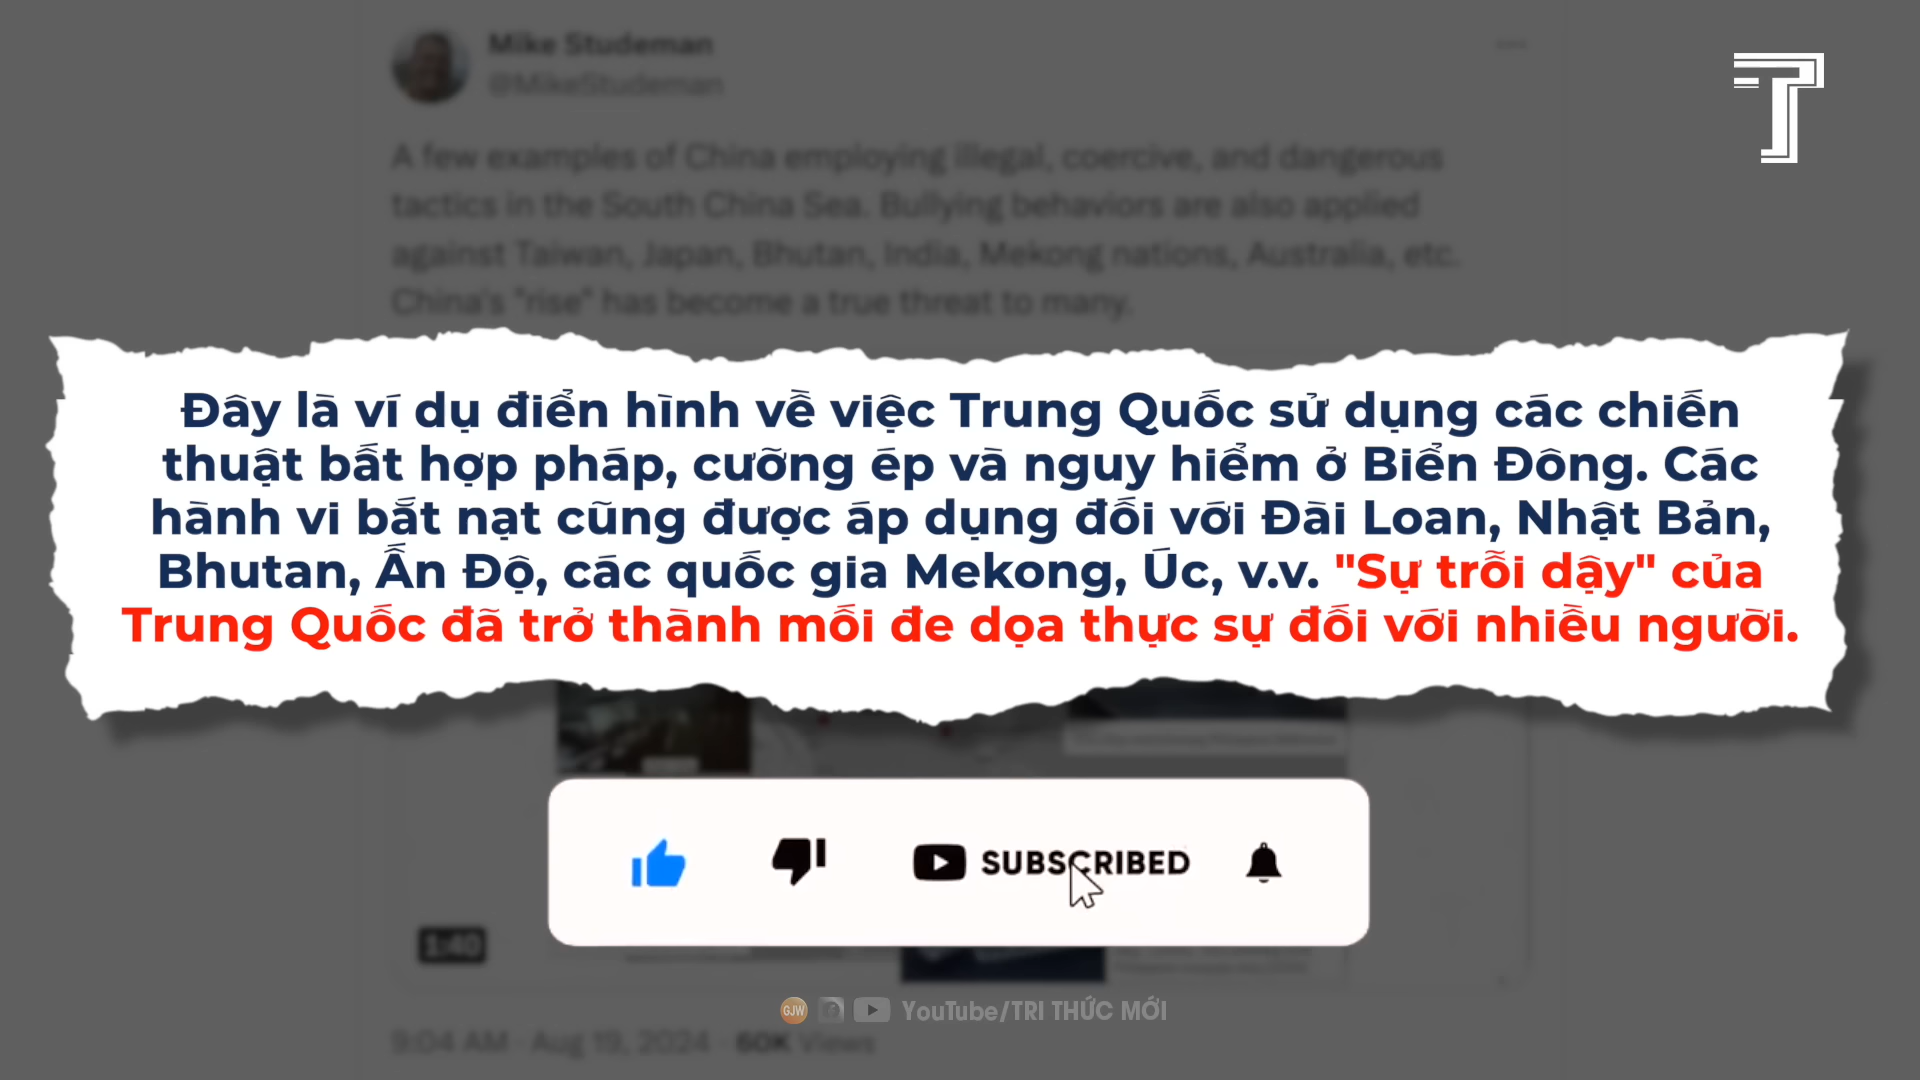 Mike Studeman
@MikeStudeman
A few examples of China employing illegal, coercive, and dangerous
tactics in the South China Sea. Bullying behaviors are also applied
against Taiwan, Japan, Bhutan, India, Mekong nations, Australia, etc.
China's "rise" has become a true threat to many.
Đây là ví dụ điển hình về việc Trung Quốc sử dụng các chiến
thuật bất hợp pháp, cưỡng ép và nguy hiểm ở Biển Đông. Các
hành vi bắt nạt cũng được áp dụng đối với Đài Loan, Nhật Bản,
Bhutan, Ấn Độ, các quốc gia Mekong, Úc, v.v. "Sự trỗi dậy" của
Trung Quốc đã trở thành mối đe dọa thực sự đối với nhiều người.
SUBSCRIBED
1:40
GJW YouTube/TRI THỨC MỚI
9:04 AM · Aug 19, 2024 · 60K Views